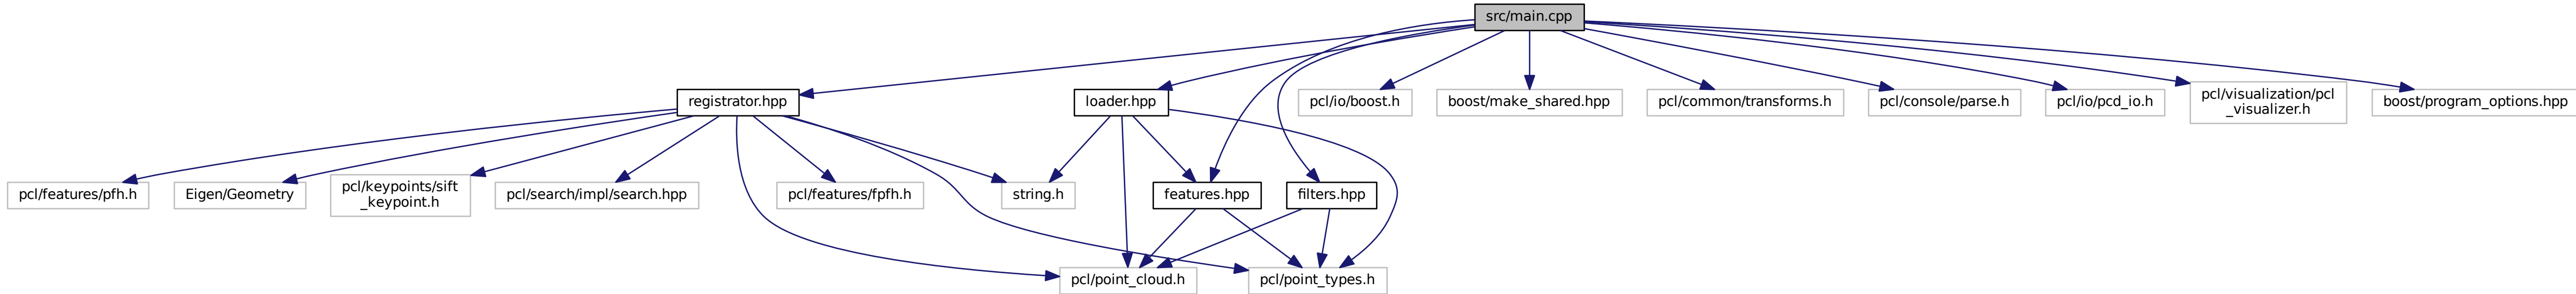 src/main.cpp
registrator.hpp
loader.hpp
pcl/io/boost.h
boost/make_shared.hpp
pcl/common/transforms.h
pcl/console/parse.h
pcl/io/pcd_io.h
pcl/visualization/pcl
_visualizer.h
boost/program_options.hpp
pcl/features/pfh.h
Eigen/Geometry
pcl/keypoints/sift
_keypoint.h
pcl/search/impl/search.hpp
pcl/features/fpfh.h
string.h
features.hpp
filters.hpp
pcl/point_cloud.h
pcl/point_types.h